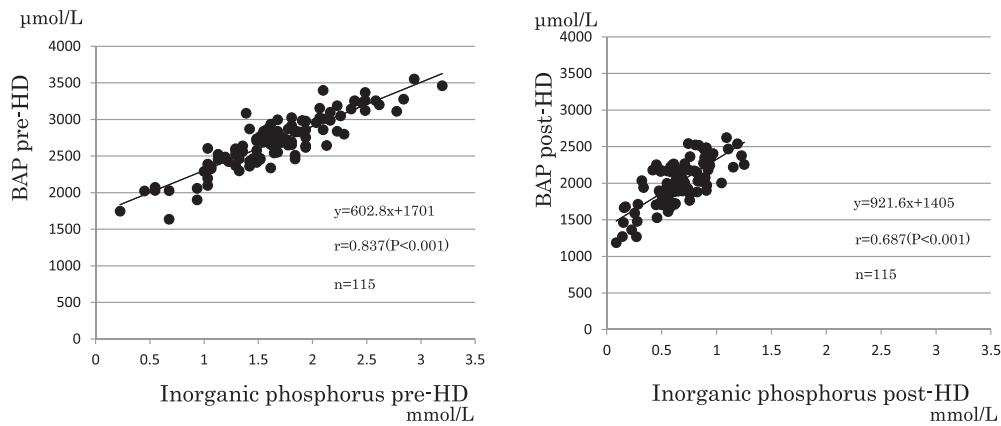 μmol/L
BAP pre-HD
4000
3500
3000
2500
2000
1500
1000
500
0
0 0.5 1 1.5 2 2.5 3 3.5
y=602.8x+1701
r=0.837(P<0.001)
n=115
Inorganic phosphorus pre-HD
mmol/L
μmol/L
BAP post-HD
4000
3500
3000
2500
2000
1500
1000
500
0
0 0.5 1 1.5 2 2.5 3 3.5
y=921.6x+1405
r=0.687(P<0.001)
n=115
Inorganic phosphorus post-HD
mmol/L